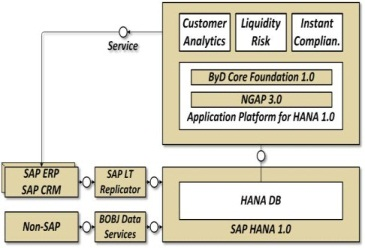 Customer
Analytics
Liquidity
Risk
Instant
Complian.
Service
ByD Core Foundation 1.0
NGAP 3.0
Application Platform for HANA 1.0
SAP ERP
SAP CRM
SAP LT
Replicator
HANA DB
Non-SAP
BOBJ Data
Services
SAP HANA 1.0